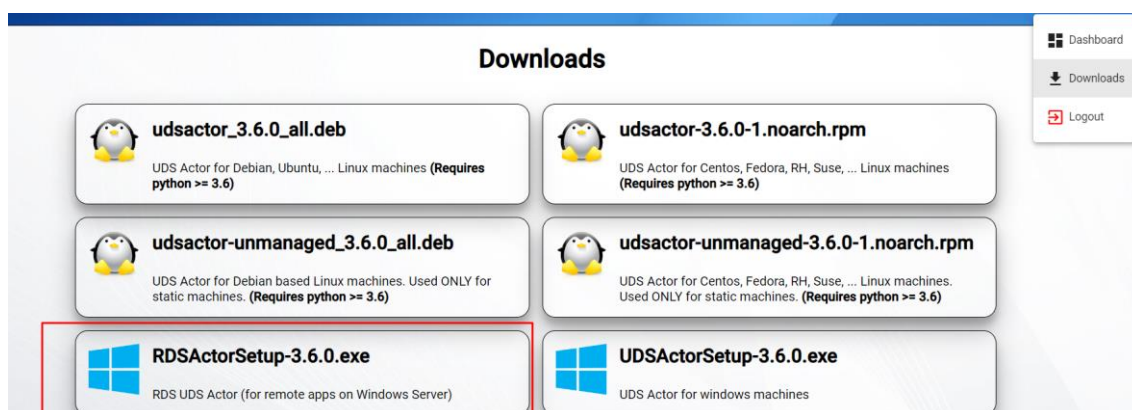 Downloads
Dashboard
Downloads
Logout
udsactor_3.6.0_all.deb
UDS Actor for Debian, Ubuntu, ... Linux machines (Requires
python >= 3.6)
udsactor-3.6.0-1.noarch.rpm
UDS Actor for Centos, Fedora, RH, Suse, ... Linux machines
(Requires python >= 3.6)
udsactor-unmanaged_3.6.0_all.deb
UDS Actor for Debian based Linux machines. Used ONLY for
static machines. (Requires python >= 3.6)
udsactor-unmanaged-3.6.0-1.noarch.rpm
UDS Actor for Centos, Fedora, RH, Suse, ... Linux machines.
Used ONLY for static machines. (Requires python >= 3.6)
RDSActorSetup-3.6.0.exe
RDS UDS Actor (for remote apps on Windows Server)
UDSActorSetup-3.6.0.exe
UDS Actor for windows machines